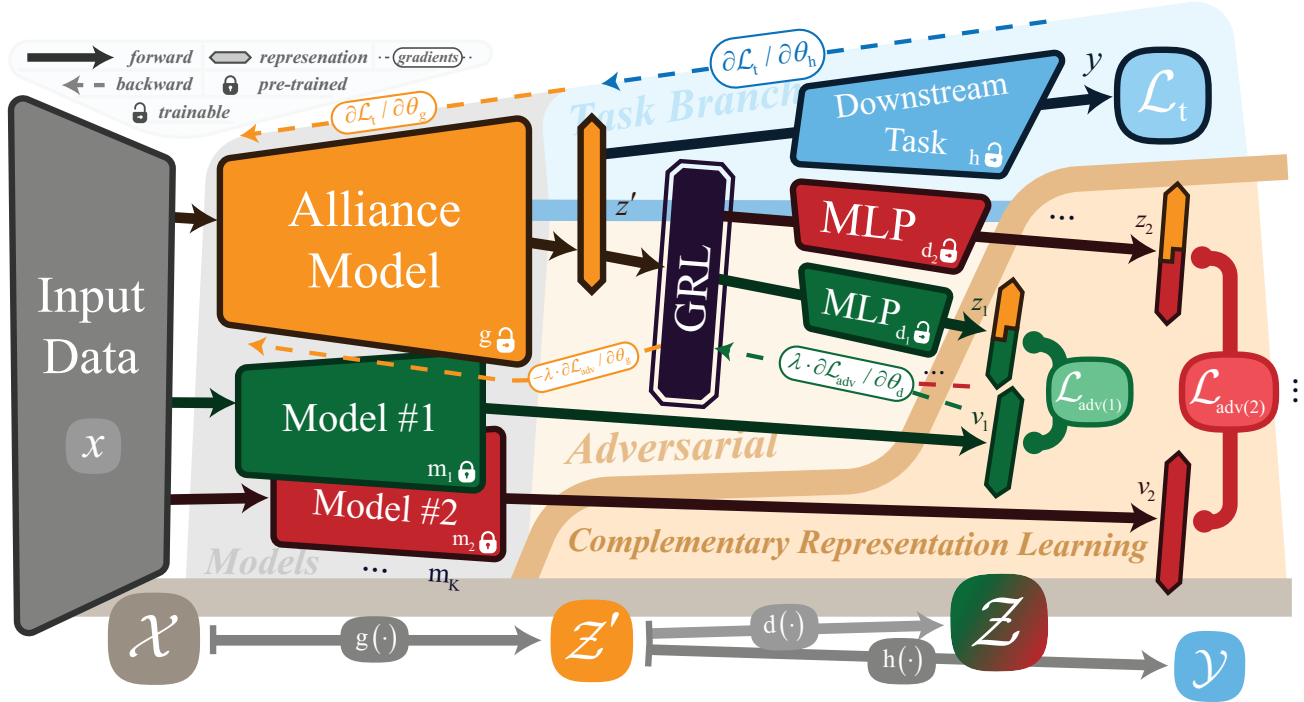 forward
represenation
gradients
backward
pre-trained
trainable
∂ℒt / ∂θh
∂ℒt / ∂θg
Task Branch
Downstream
Task
h
y
ℒt
Alliance
Model
g
z′
GRL
MLP
d2
...
z2
MLP
d1
z1
Input
Data
x
−λ·∂ℒadv / ∂θg
λ·∂ℒadv / ∂θd
...
ℒadv(1)
ℒadv(2)
...
Model #1
m1
v1
Adversarial
Model #2
m2
v2
Complementary Representation Learning
Models
...
mK
𝒳
g(·)
𝒵′
d(·)
h(·)
𝒵
𝒴